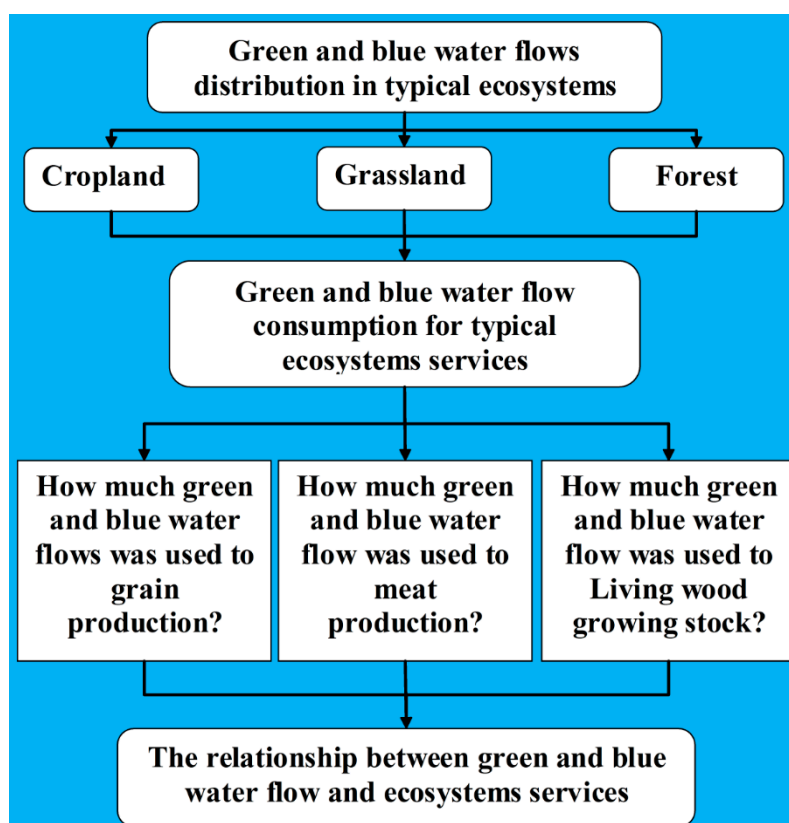 Green and blue water flows
distribution in typical ecosystems
Cropland
Grassland
Forest
Green and blue water flow
consumption for typical
ecosystems services
How much green
and blue water
flows was used to
grain
production?
How much green
and blue water
flow was used to
meat
production?
How much green
and blue water
flow was used to
Living wood
growing stock?
The relationship between green and blue
water flow and ecosystems services